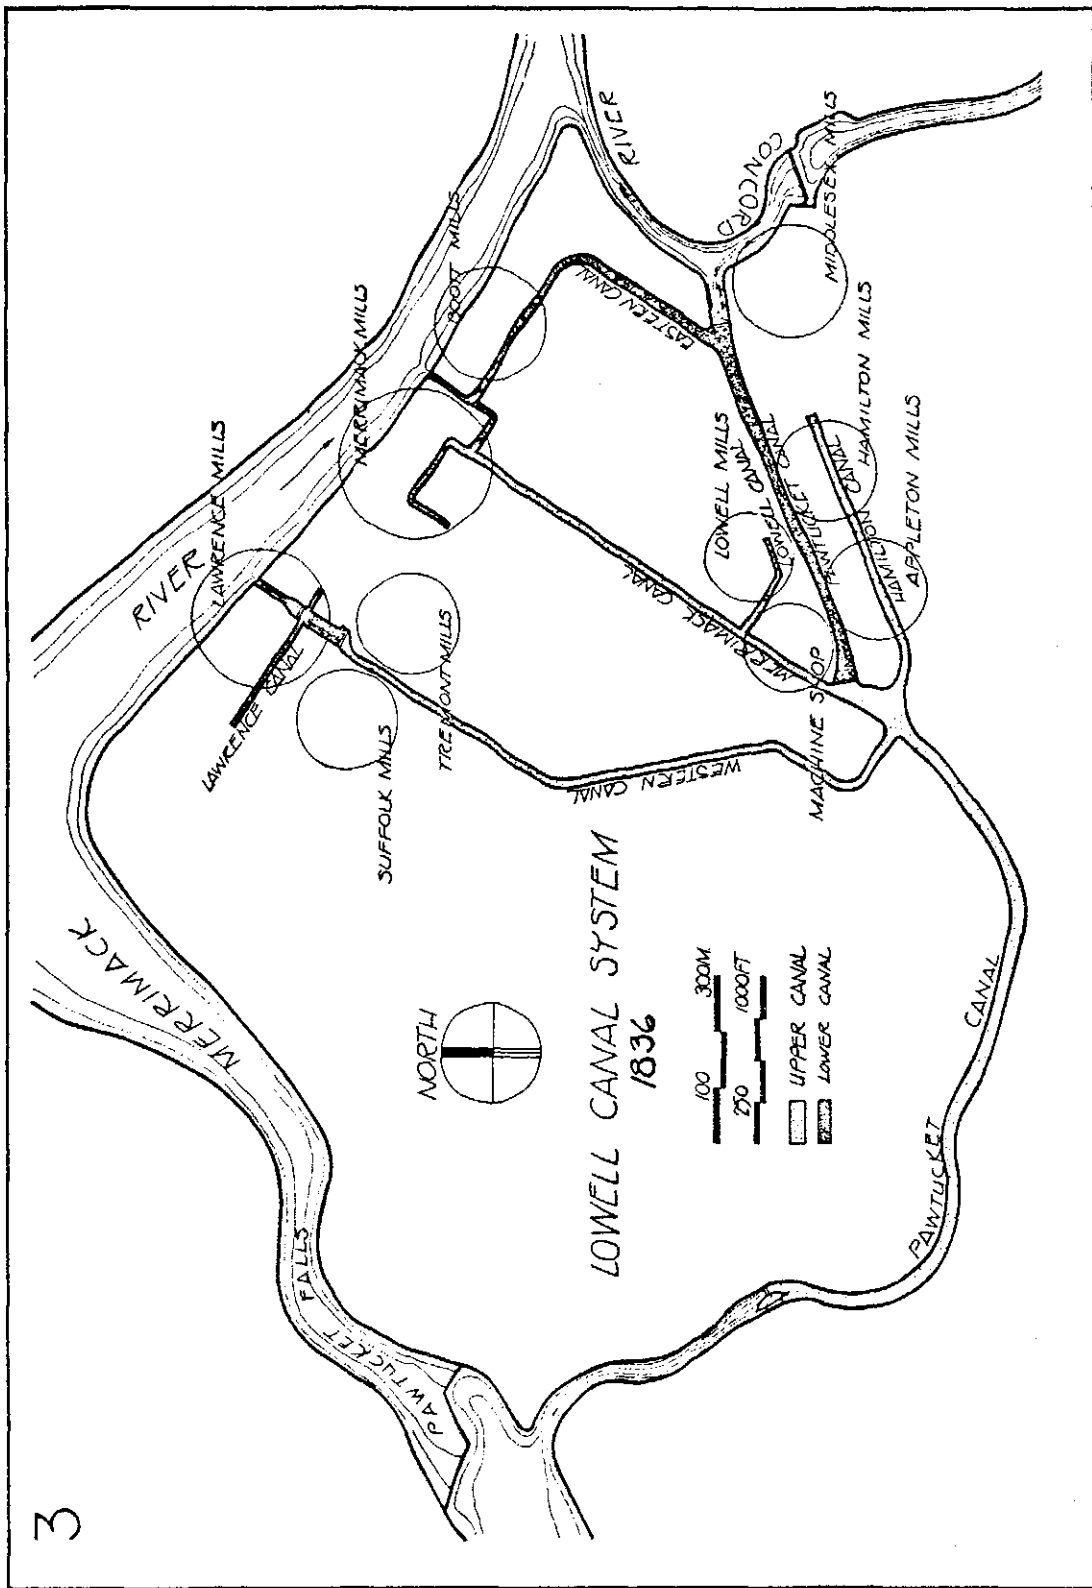 3
MERRIMACK
RIVER
PAWTUCKET FALLS
LAWRENCE MILLS
LAWRENCE CANAL
SUFFOLK MILLS
TREMONT MILLS
MERRIMACK MILLS
BOOTT MILLS
RIVER
CONCORD
MIDDLESEX MILLS
EASTERN CANAL
WESTERN CANAL
MERRIMACK CANAL
LOWELL MILLS
LOWELL CANAL
PAWTUCKET CANAL
HAMILTON CANAL
HAMILTON MILLS
APPLETON MILLS
MACHINE SHOP
PAWTUCKET
CANAL
NORTH
LOWELL CANAL SYSTEM
1836
100 300M.
250 1000FT
UPPER CANAL
LOWER CANAL